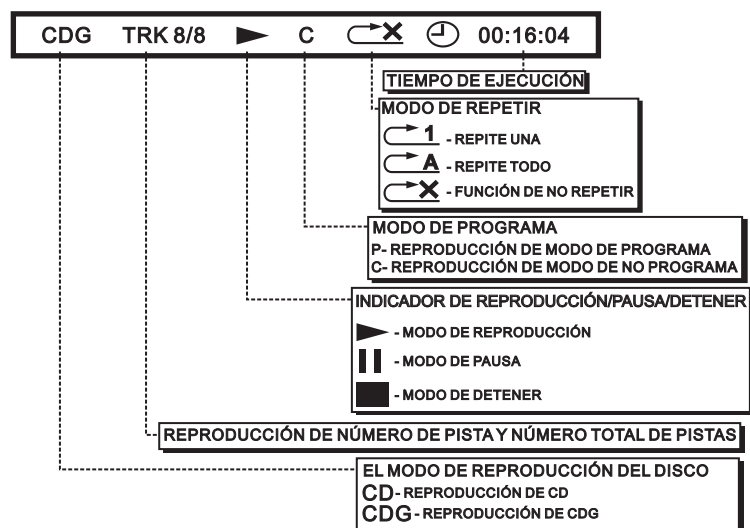 CDG TRK 8/8 C 00:16:04
TIEMPO DE EJECUCIÓN
MODO DE REPETIR
1 - REPITE UNA
A - REPITE TODO
- FUNCIÓN DE NO REPETIR
MODO DE PROGRAMA
P- REPRODUCCIÓN DE MODO DE PROGRAMA
C- REPRODUCCIÓN DE MODO DE NO PROGRAMA
INDICADOR DE REPRODUCCIÓN/PAUSA/DETENER
- MODO DE REPRODUCCIÓN
- MODO DE PAUSA
- MODO DE DETENER
REPRODUCCIÓN DE NÚMERO DE PISTA Y NÚMERO TOTAL DE PISTAS
EL MODO DE REPRODUCCIÓN DEL DISCO
CD- REPRODUCCIÓN DE CD
CDG- REPRODUCCIÓN DE CDG